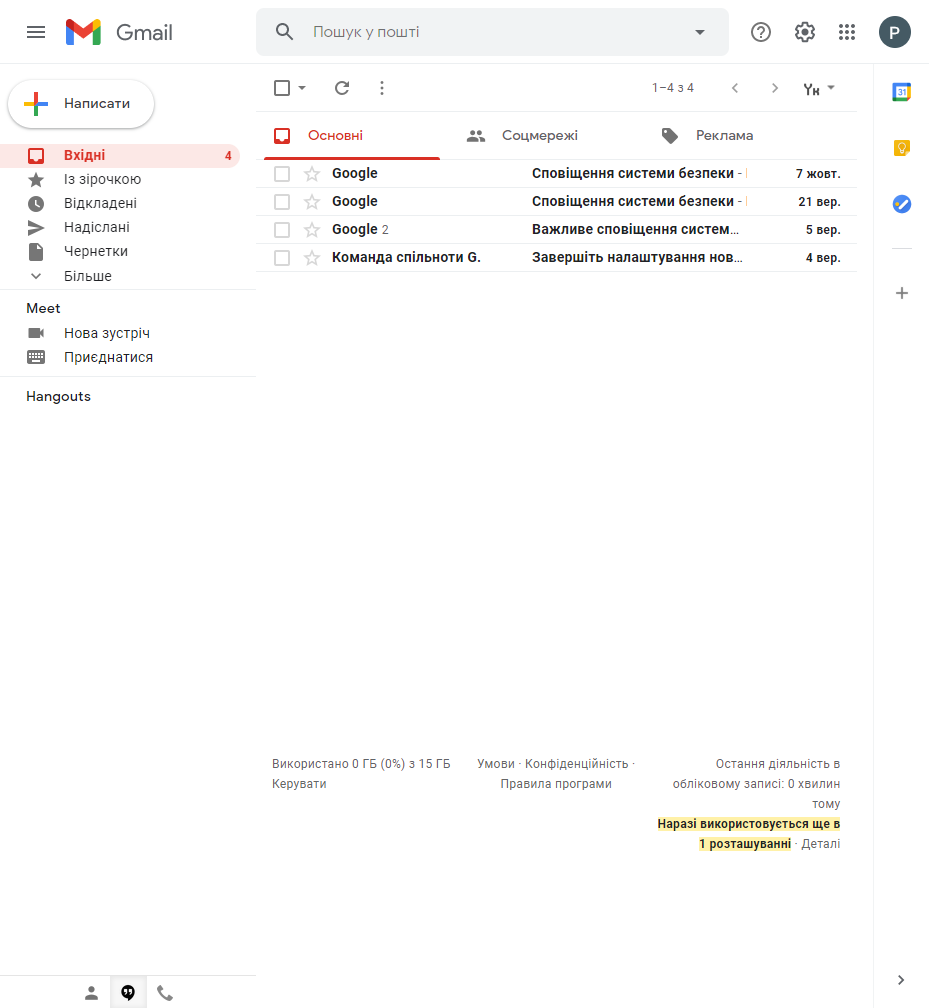 Gmail
Пошук у пошті
P
Написати
1–4 з 4
Ук
31
Вхідні 4
Із зірочкою
Відкладені
Надіслані
Чернетки
Більше
Meet
Нова зустріч
Приєднатися
Hangouts
Основні Соцмережі Реклама
Google Сповіщення системи безпеки - 7 жовт.
Google Сповіщення системи безпеки - 21 вер.
Google 2 Важливе сповіщення систем… 5 вер.
Команда спільноти G. Завершіть налаштування нов… 4 вер.
Використано 0 ГБ (0%) з 15 ГБ
Керувати
Умови · Конфіденційність ·
Правила програми
Остання діяльність в
обліковому записі: 0 хвилин
тому
Наразі використовується ще в
1 розташуванні · Деталі